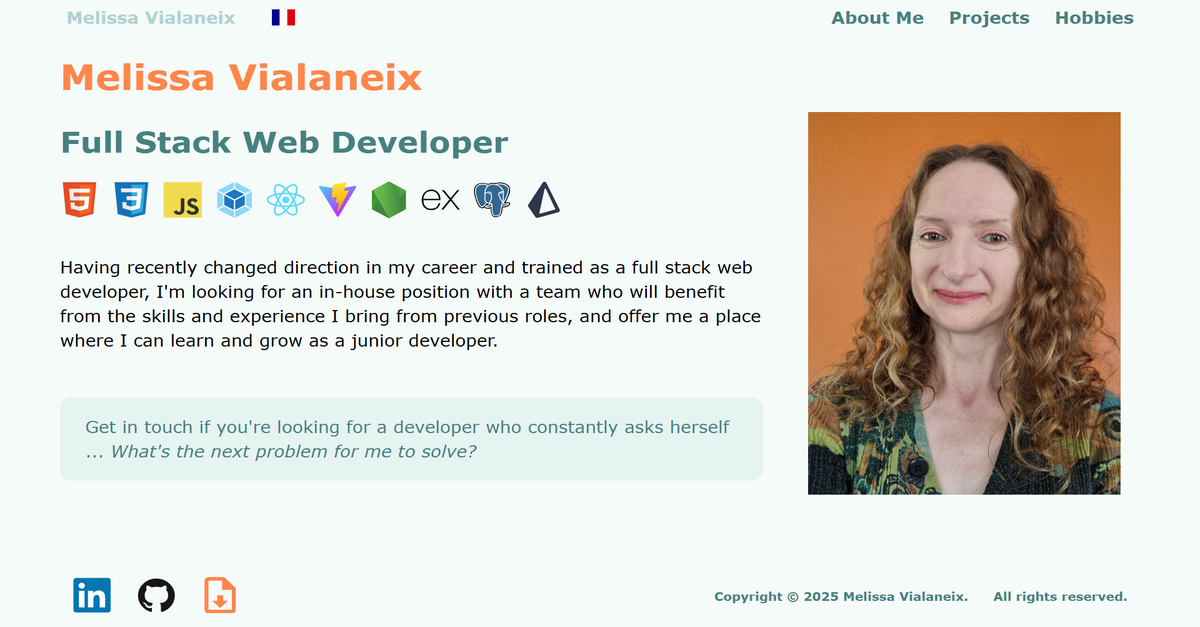 Melissa Vialaneix
About Me Projects Hobbies
Melissa Vialaneix
Full Stack Web Developer
5 3 JS ex
Having recently changed direction in my career and trained as a full stack web
developer, I'm looking for an in-house position with a team who will benefit
from the skills and experience I bring from previous roles, and offer me a place
where I can learn and grow as a junior developer.
Get in touch if you're looking for a developer who constantly asks herself
... What's the next problem for me to solve?
in
Copyright © 2025 Melissa Vialaneix. All rights reserved.